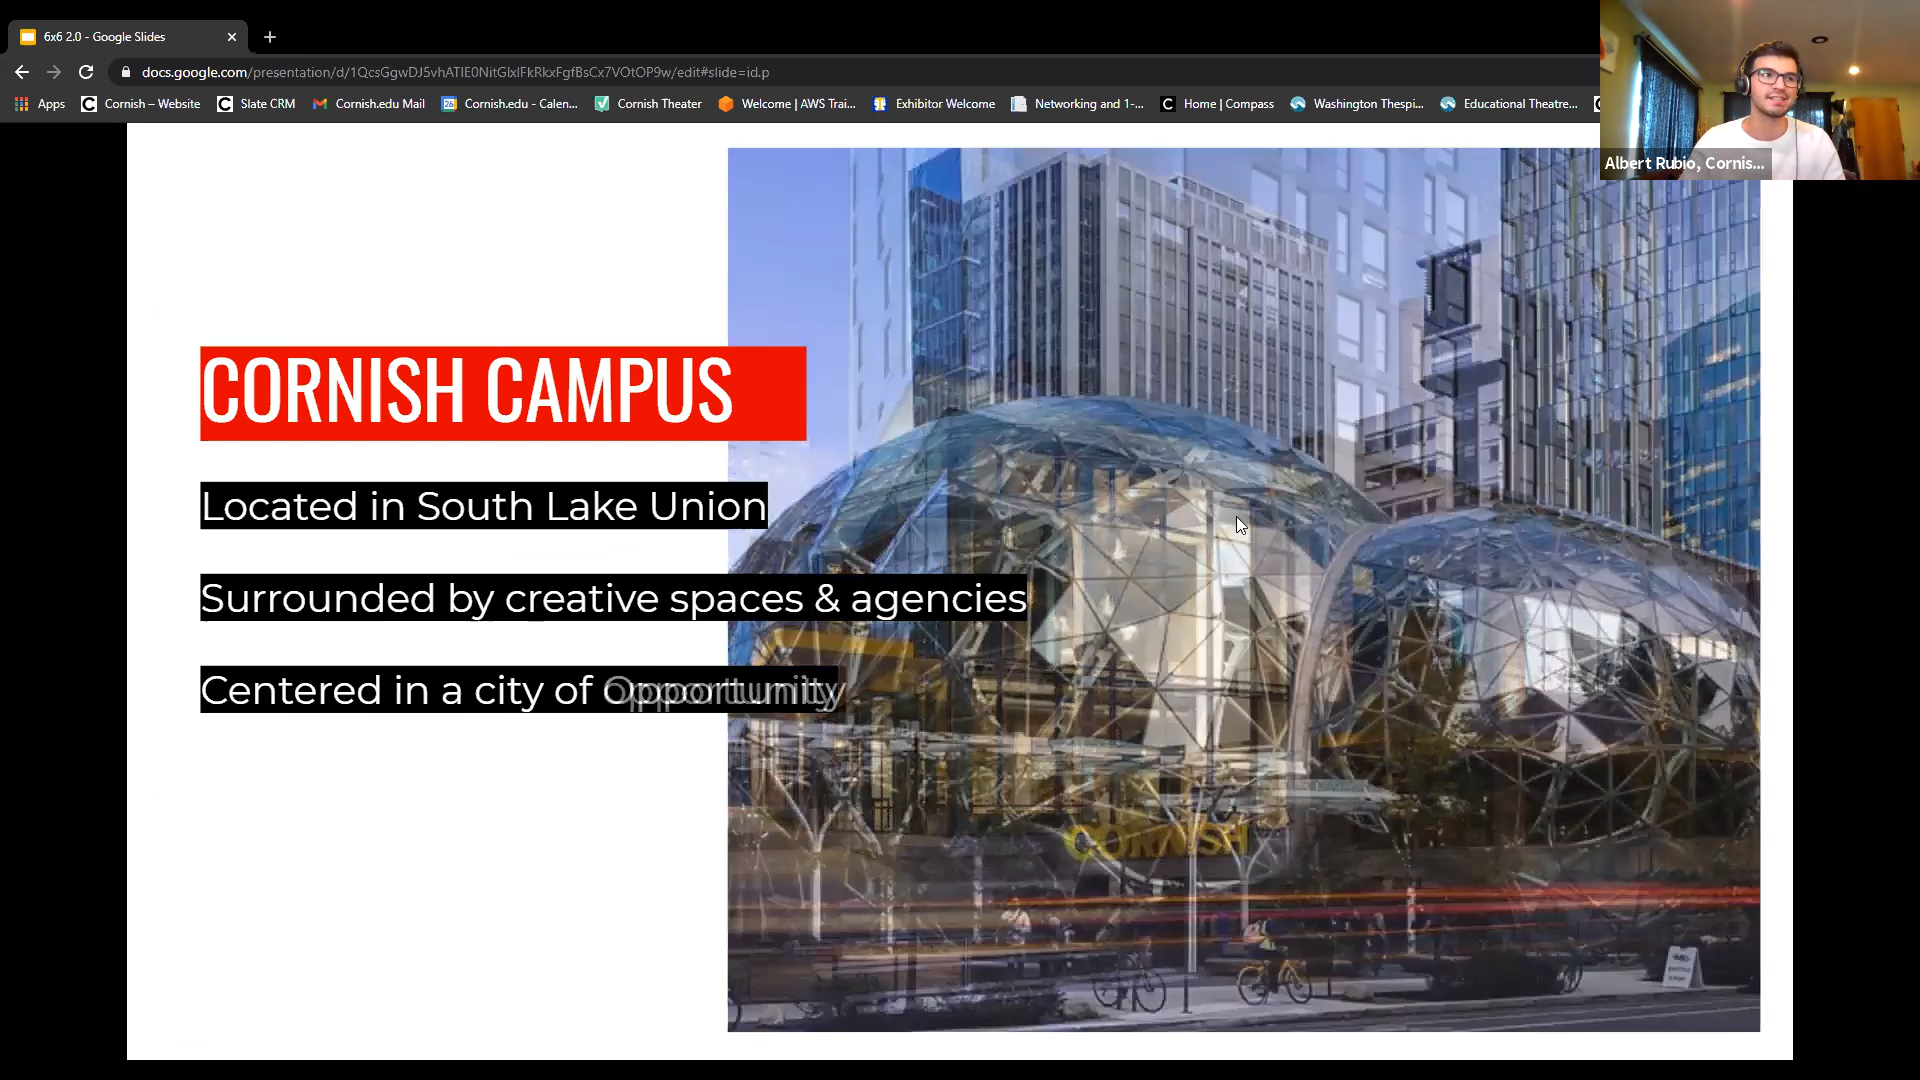 6x6 2.0 - Google Slides
docs.google.com/presentation/d/1QcsGgwDJ5vhATIE0NitGlxIFkRkxFgfBsCx7VOtOP9w/edit#slide=id.p
Apps Cornish – Website Slate CRM Cornish.edu Mail 26 Cornish.edu - Calen... Cornish Theater Welcome | AWS Trai... Exhibitor Welcome Networking and 1-... Home | Compass Washington Thespi... Educational Theatre...
Albert Rubio, Cornis...
CORNISH CAMPUS
Located in South Lake Union
Surrounded by creative spaces & agencies
Centered in a city of opportunity
CORNISH